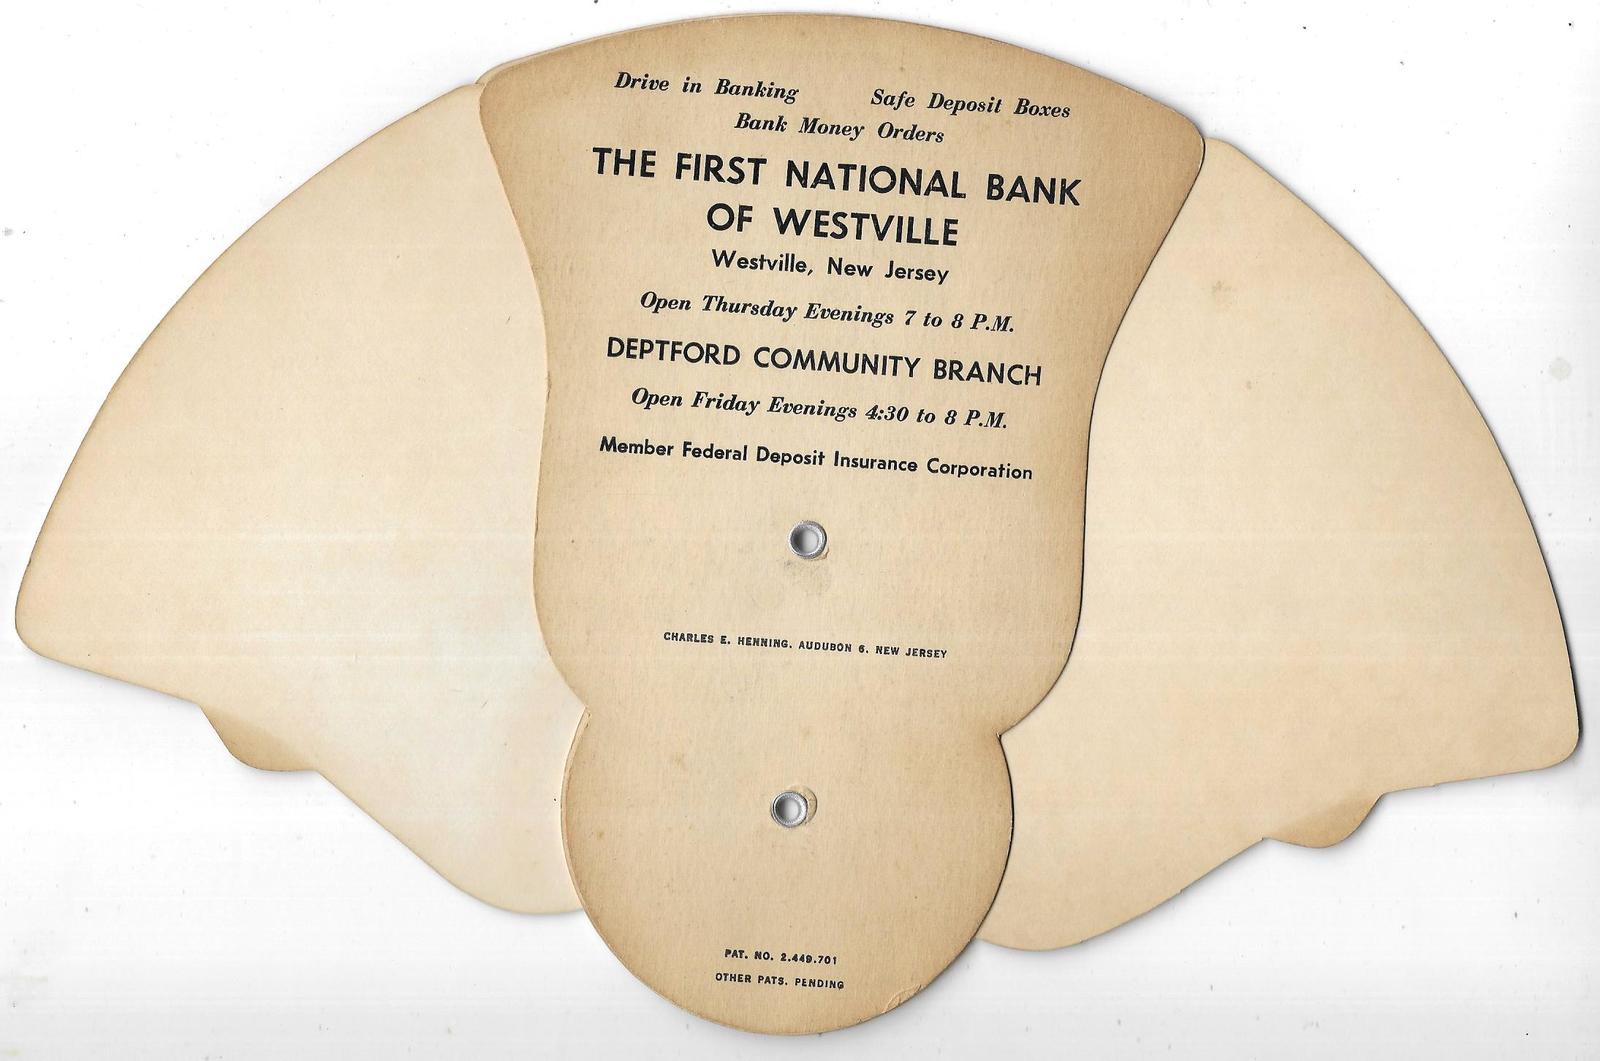 Drive in Banking Safe Deposit Boxes
Bank Money Orders
THE FIRST NATIONAL BANK
OF WESTVILLE
Westville, New Jersey
Open Thursday Evenings 7 to 8 P.M.
DEPTFORD COMMUNITY BRANCH
Open Friday Evenings 4:30 to 8 P.M.
Member Federal Deposit Insurance Corporation
CHARLES E. HENNING, AUDUBON 6, NEW JERSEY
PAT. NO. 2,449,701
OTHER PATS. PENDING